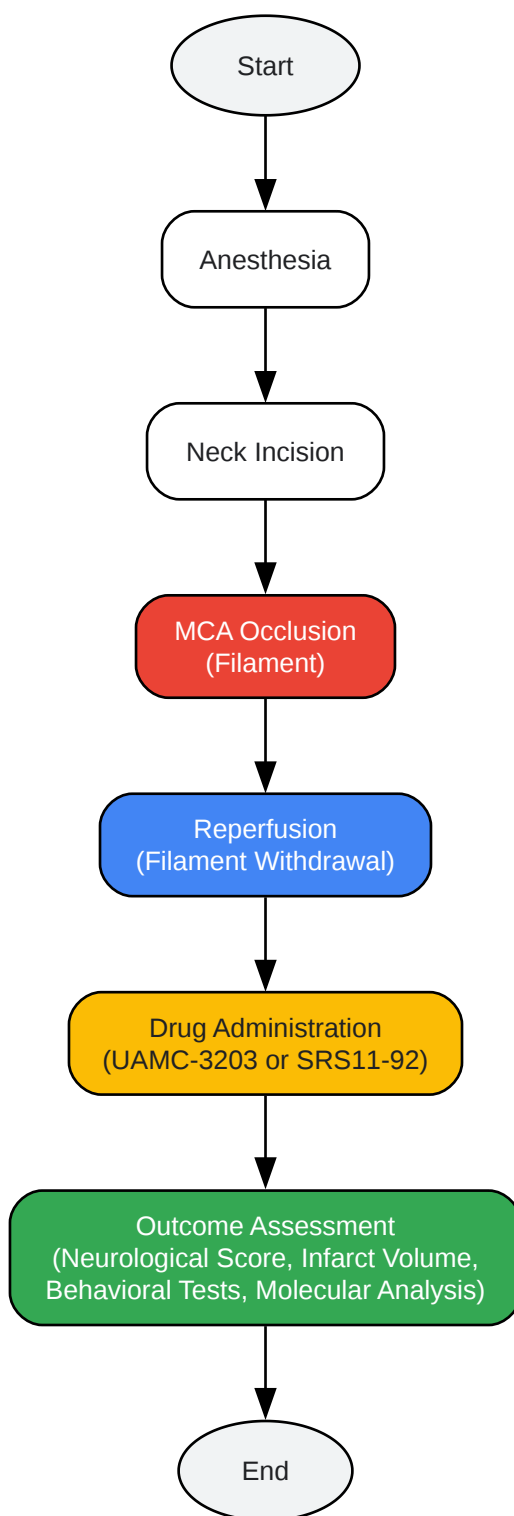 Start
Anesthesia
Neck Incision
MCA Occlusion
(Filament)
Reperfusion
(Filament Withdrawal)
Drug Administration
(UAMC-3203 or SRS11-92)
Outcome Assessment
(Neurological Score, Infarct Volume,
Behavioral Tests, Molecular Analysis)
End